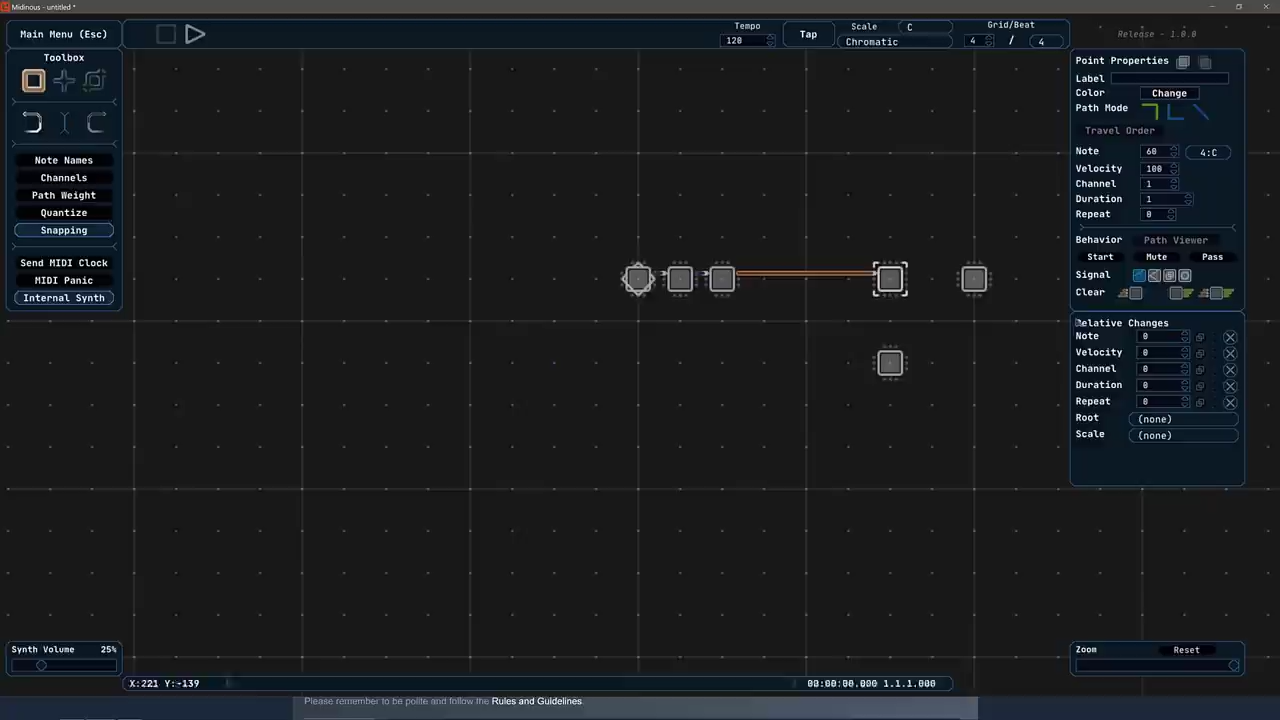 Midinous - untitled *
Main Menu (Esc)
Tempo
120
Tap
Scale
C
Chromatic
Grid/Beat
4 / 4
Release - 1.0.0
Toolbox
Note Names
Channels
Path Weight
Quantize
Snapping
Send MIDI Clock
MIDI Panic
Internal Synth
Point Properties
Label
Color
Change
Path Mode
Travel Order
Note
60
4:C
Velocity
100
Channel
1
Duration
1
Repeat
0
Behavior
Path Viewer
Start
Mute
Pass
Signal
Clear
Relative Changes
Note
0
Velocity
0
Channel
0
Duration
0
Repeat
0
Root
(none)
Scale
(none)
Synth Volume
25%
Zoom
Reset
X:221 Y:-139
00:00:00.000 1.1.1.000
Please remember to be polite and follow the Rules and Guidelines.